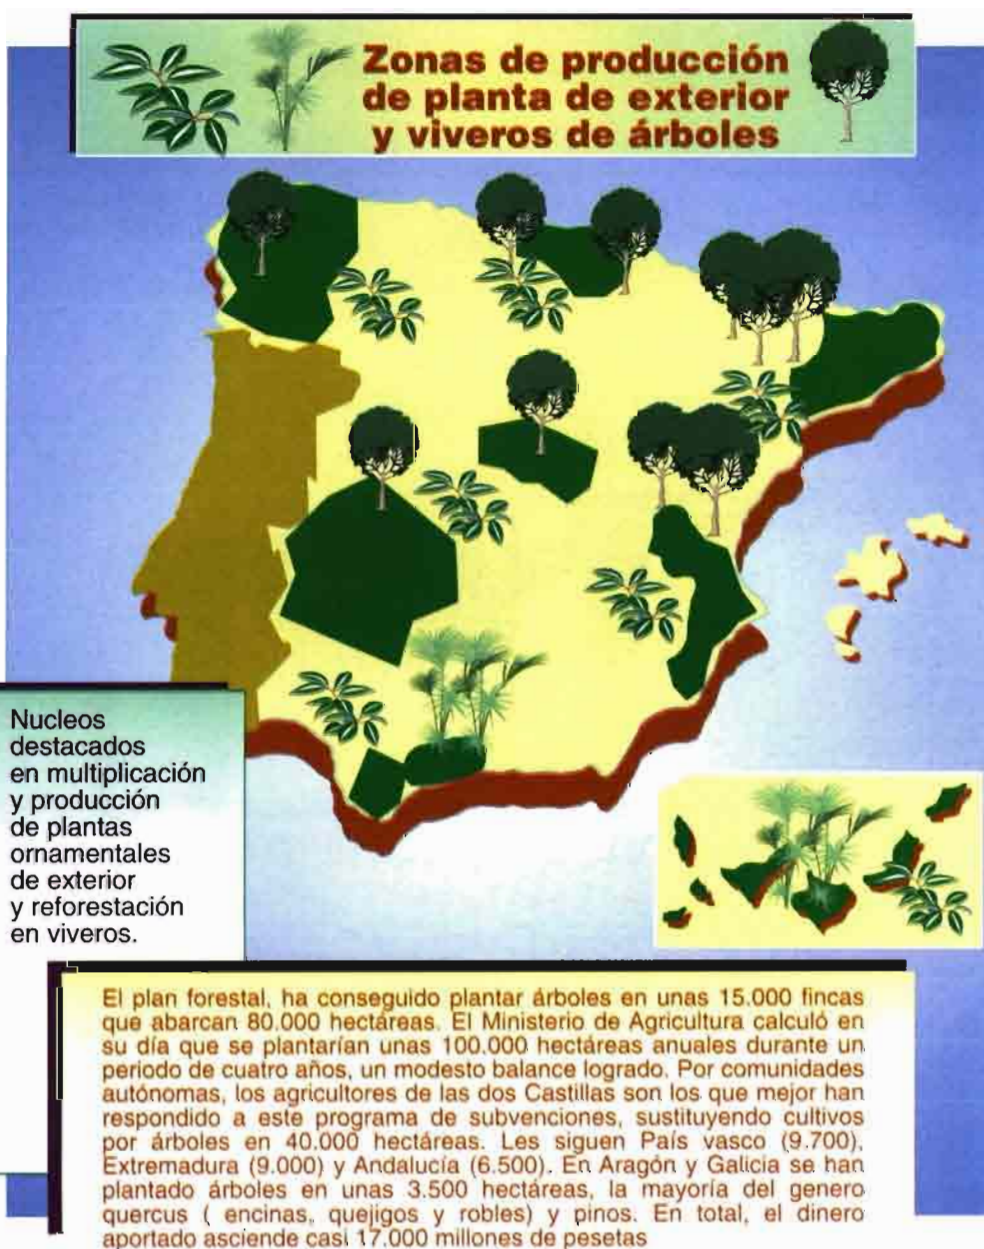 Zonas de producción
de planta de exterior
y viveros de árboles
Nucleos
destacados
en multiplicación
y producción
de plantas
ornamentales
de exterior
y reforestación
en viveros.
El plan forestal, ha conseguido plantar árboles en unas 15.000 fincas
que abarcan 80.000 hectáreas. El Ministerio de Agricultura calculó en
su día que se plantarían unas 100.000 hectáreas anuales durante un
periodo de cuatro años, un modesto balance logrado. Por comunidades
autónomas, los agricultores de las dos Castillas son los que mejor han
respondido a este programa de subvenciones, sustituyendo cultivos
por árboles en 40.000 hectáreas. Les siguen País vasco (9.700),
Extremadura (9.000) y Andalucía (6.500). En Aragón y Galicia se han
plantado árboles en unas 3.500 hectáreas, la mayoría del genero
quercus ( encinas, quejigos y robles) y pinos. En total, el dinero
aportado asciende casi 17.000 millones de pesetas